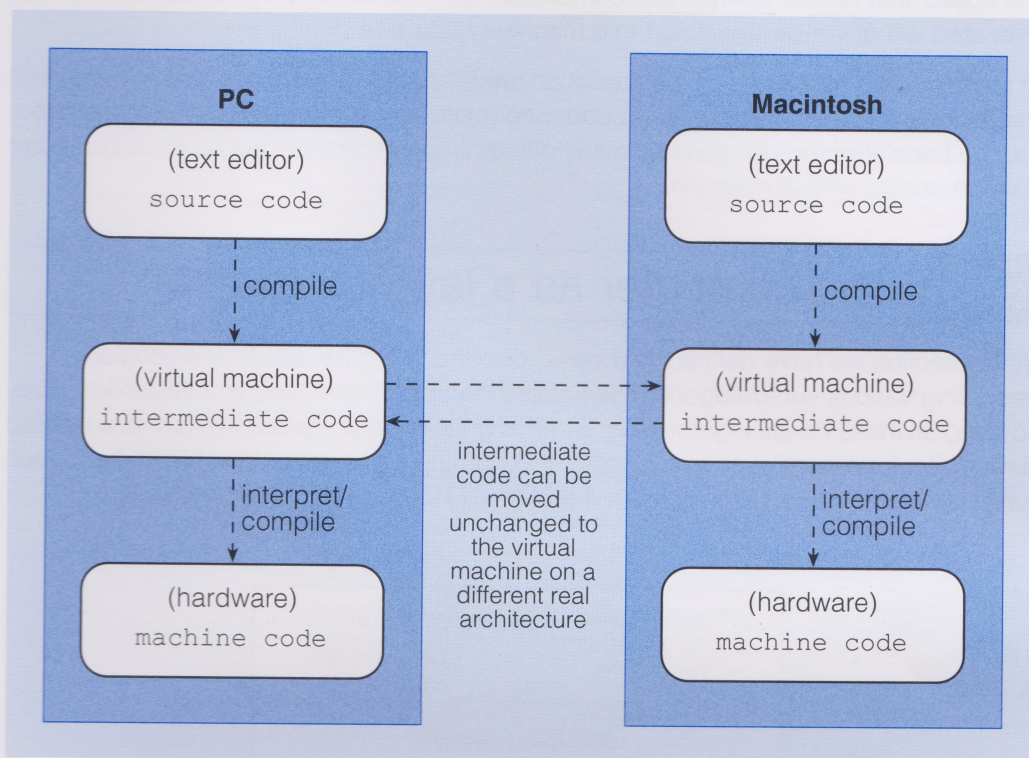 PC
(text editor)
source code
compile
(virtual machine)
intermediate code
interpret/
compile
(hardware)
machine code
intermediate
code can be
moved
unchanged to
the virtual
machine on a
different real
architecture
Macintosh
(text editor)
source code
compile
(virtual machine)
intermediate code
interpret/
compile
(hardware)
machine code